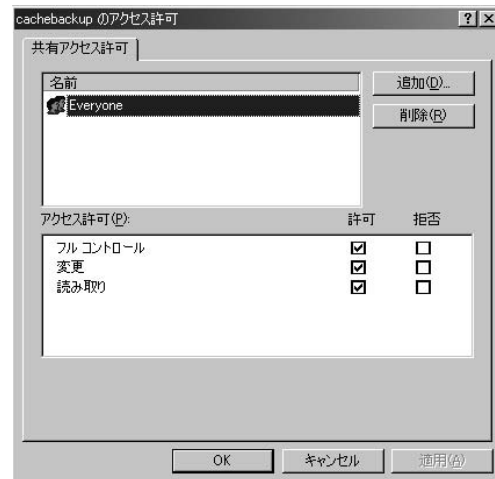 cachebackup のアクセス許可
共有アクセス許可
名前
追加(D)...
Everyone
削除(R)
アクセス許可(P):
許可
拒否
フル コントロール
変更
読み取り
OK
キャンセル
適用(A)